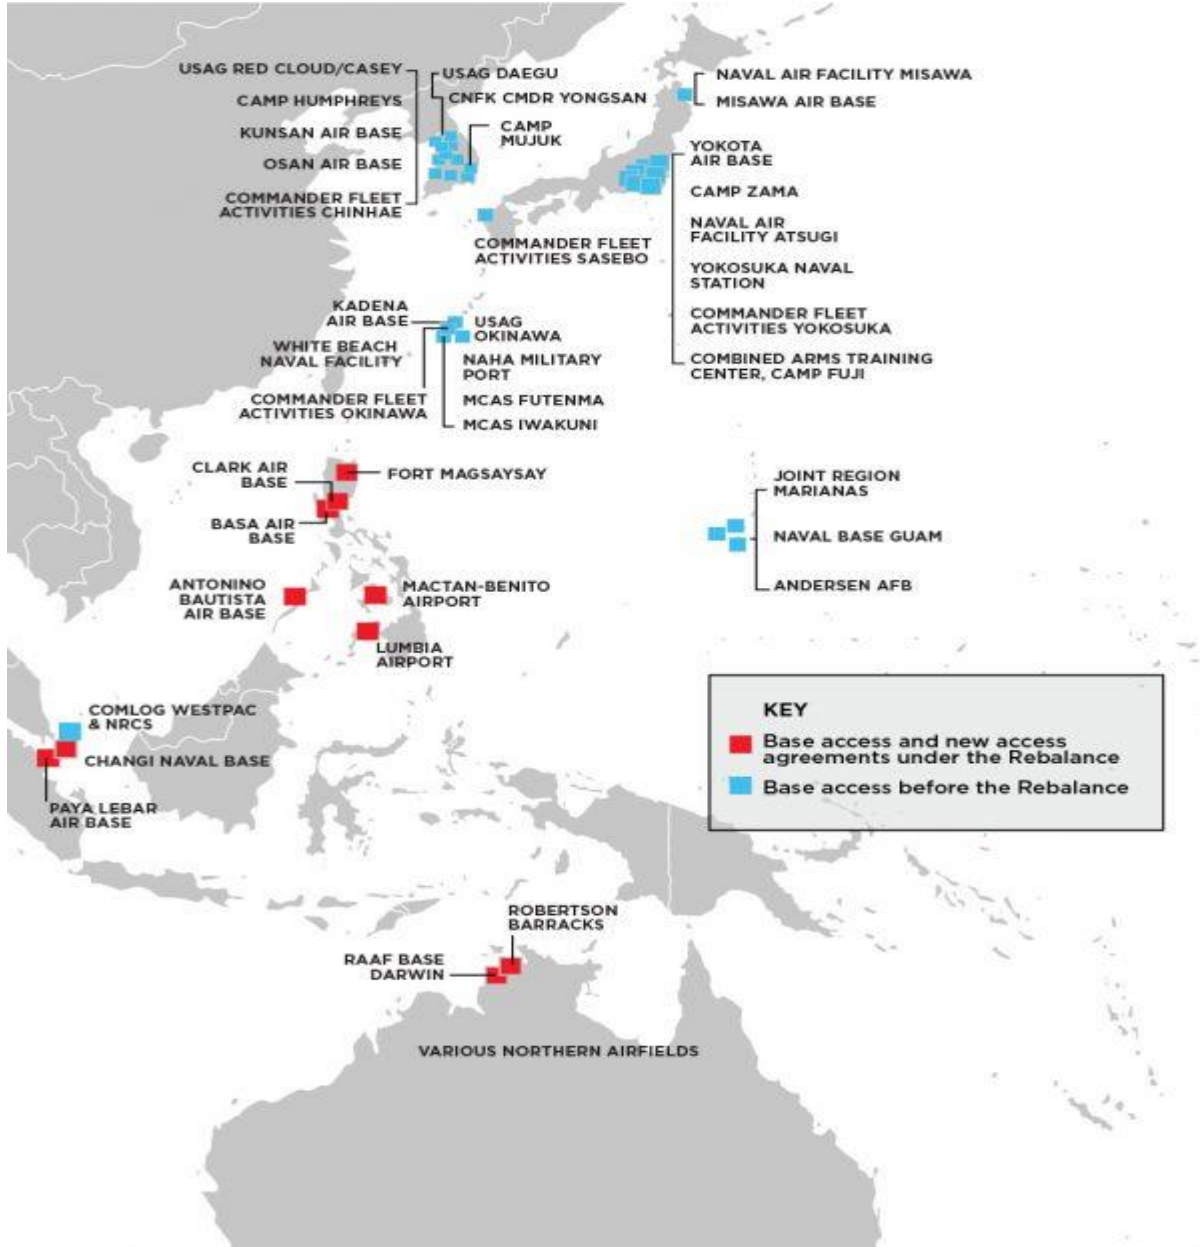 USAG RED CLOUD/CASEY
CAMP HUMPHREYS
KUNSAN AIR BASE
OSAN AIR BASE
COMMANDER FLEET
ACTIVITIES CHINHAE
USAG DAEGU
CNFK CMDR YONGSAN
CAMP
MUJUK
NAVAL AIR FACILITY MISAWA
MISAWA AIR BASE
YOKOTA
AIR BASE
CAMP ZAMA
NAVAL AIR
FACILITY ATSUGI
YOKOSUKA NAVAL
STATION
COMMANDER FLEET
ACTIVITIES YOKOSUKA
COMBINED ARMS TRAINING
CENTER, CAMP FUJI
COMMANDER FLEET
ACTIVITIES SASEBO
KADENA
AIR BASE
WHITE BEACH
NAVAL FACILITY
COMMANDER FLEET
ACTIVITIES OKINAWA
USAG
OKINAWA
NAHA MILITARY
PORT
MCAS FUTENMA
MCAS IWAKUNI
CLARK AIR
BASE
BASA AIR
BASE
FORT MAGSAYSAY
ANTONINO
BAUTISTA
AIR BASE
MACTAN-BENITO
AIRPORT
LUMBIA
AIRPORT
JOINT REGION
MARIANAS
NAVAL BASE GUAM
ANDERSEN AFB
COMLOG WESTPAC
& NRCS
CHANGI NAVAL BASE
PAYA LEBAR
AIR BASE
KEY
Base access and new access
agreements under the Rebalance
Base access before the Rebalance
ROBERTSON
BARRACKS
RAAF BASE
DARWIN
VARIOUS NORTHERN AIRFIELDS